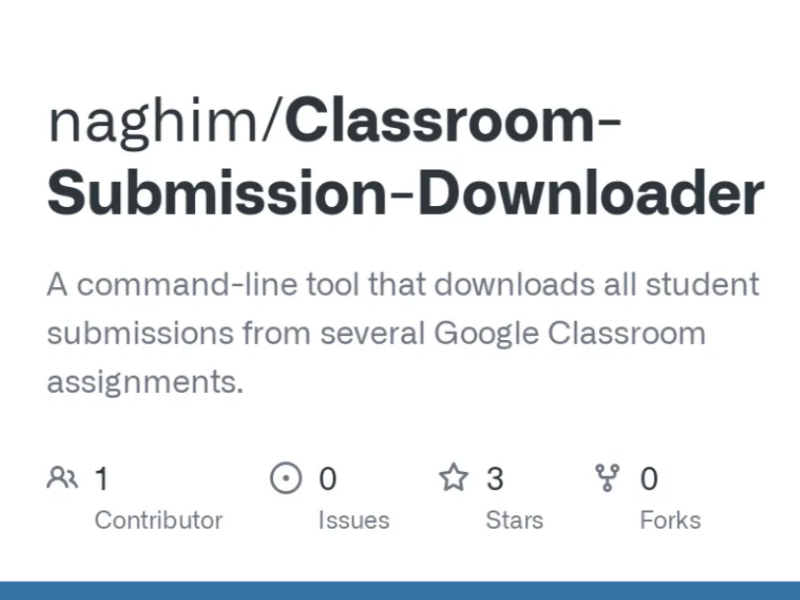 naghim/Classroom-
Submission-Downloader
A command-line tool that downloads all student
submissions from several Google Classroom
assignments.
1 0 3 0
Contributor Issues Stars Forks